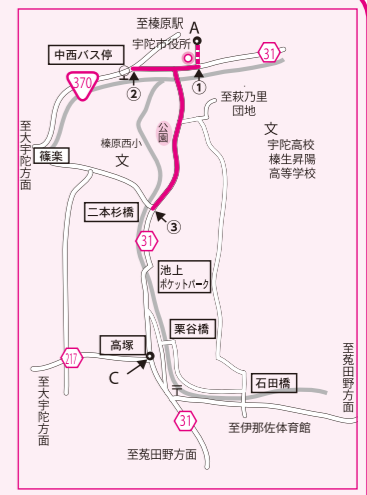 至榛原駅
A
宇陀市役所
31
中西バス停
370
①
②
至萩乃里
団地
文
宇陀高校
榛生昇陽
高等学校
至大宇陀方面
公園
榛原西小
文
篠楽
二本杉橋
③
31
池上
ポケットパーク
栗谷橋
高塚
217
C
〒
石田橋
至菟田野方面
至大宇陀方面
31
至伊那佐体育館
至菟田野方面